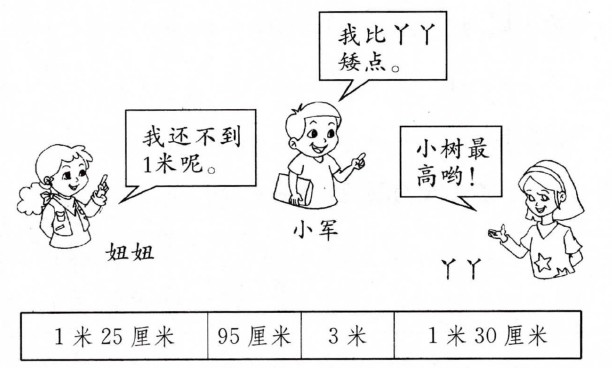 我比丫丫
矮点。
我还不到
1米呢。
小树最
高哟！
小军
妞妞
丫丫
1米25厘米 95厘米 3米 1米30厘米